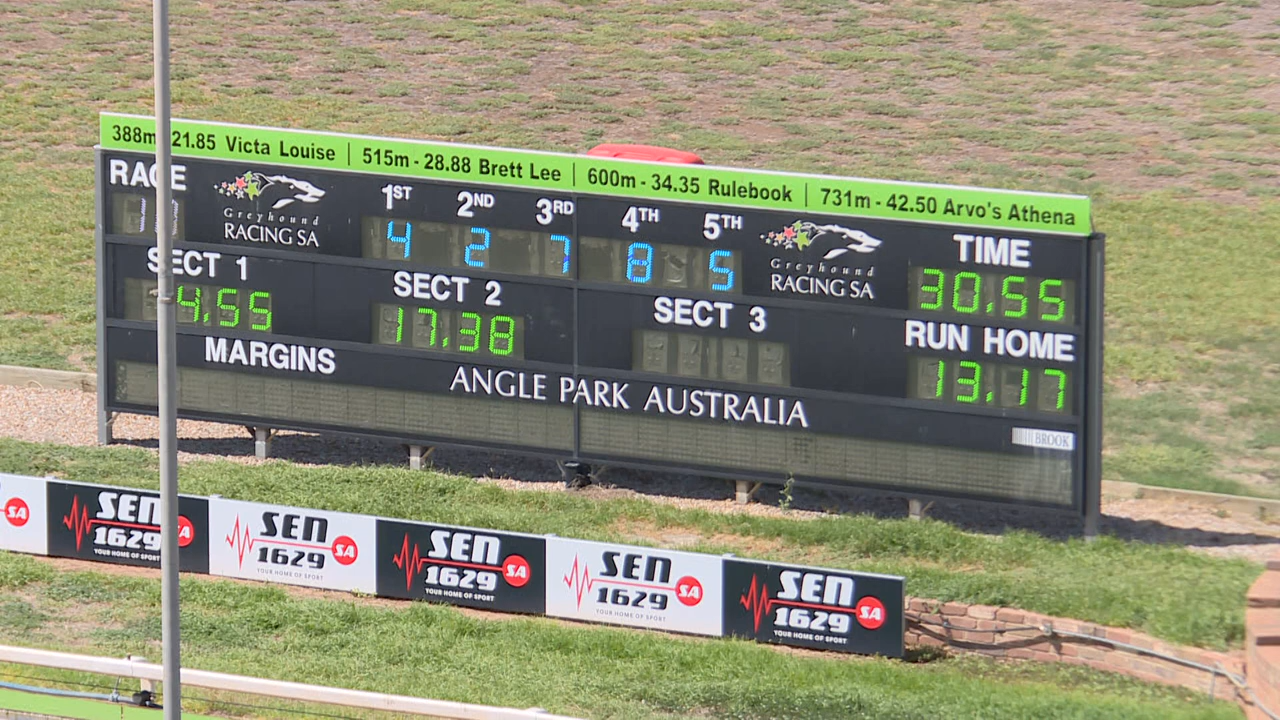 388m 21.85 Victa Louise | 515m - 28.88 Brett Lee | 600m - 34.35 Rulebook | 731m - 42.50 Arvo's Athena
RACE
Greyhound
RACING SA
1ST 2ND 3RD 4TH 5TH
4 2 7 8 5
Greyhound
RACING SA
TIME
30.55
SECT 1
4.55
SECT 2
17.38
SECT 3
RUN HOME
13.17
MARGINS
ANGLE PARK AUSTRALIA
BROOK
SA
SEN
1629 SA
YOUR HOME OF SPORT
SEN
1629 SA
YOUR HOME OF SPORT
SEN
1629 SA
YOUR HOME OF SPORT
SEN
1629 SA
YOUR HOME OF SPORT
SEN
1629 SA
YOUR HOME OF SPORT